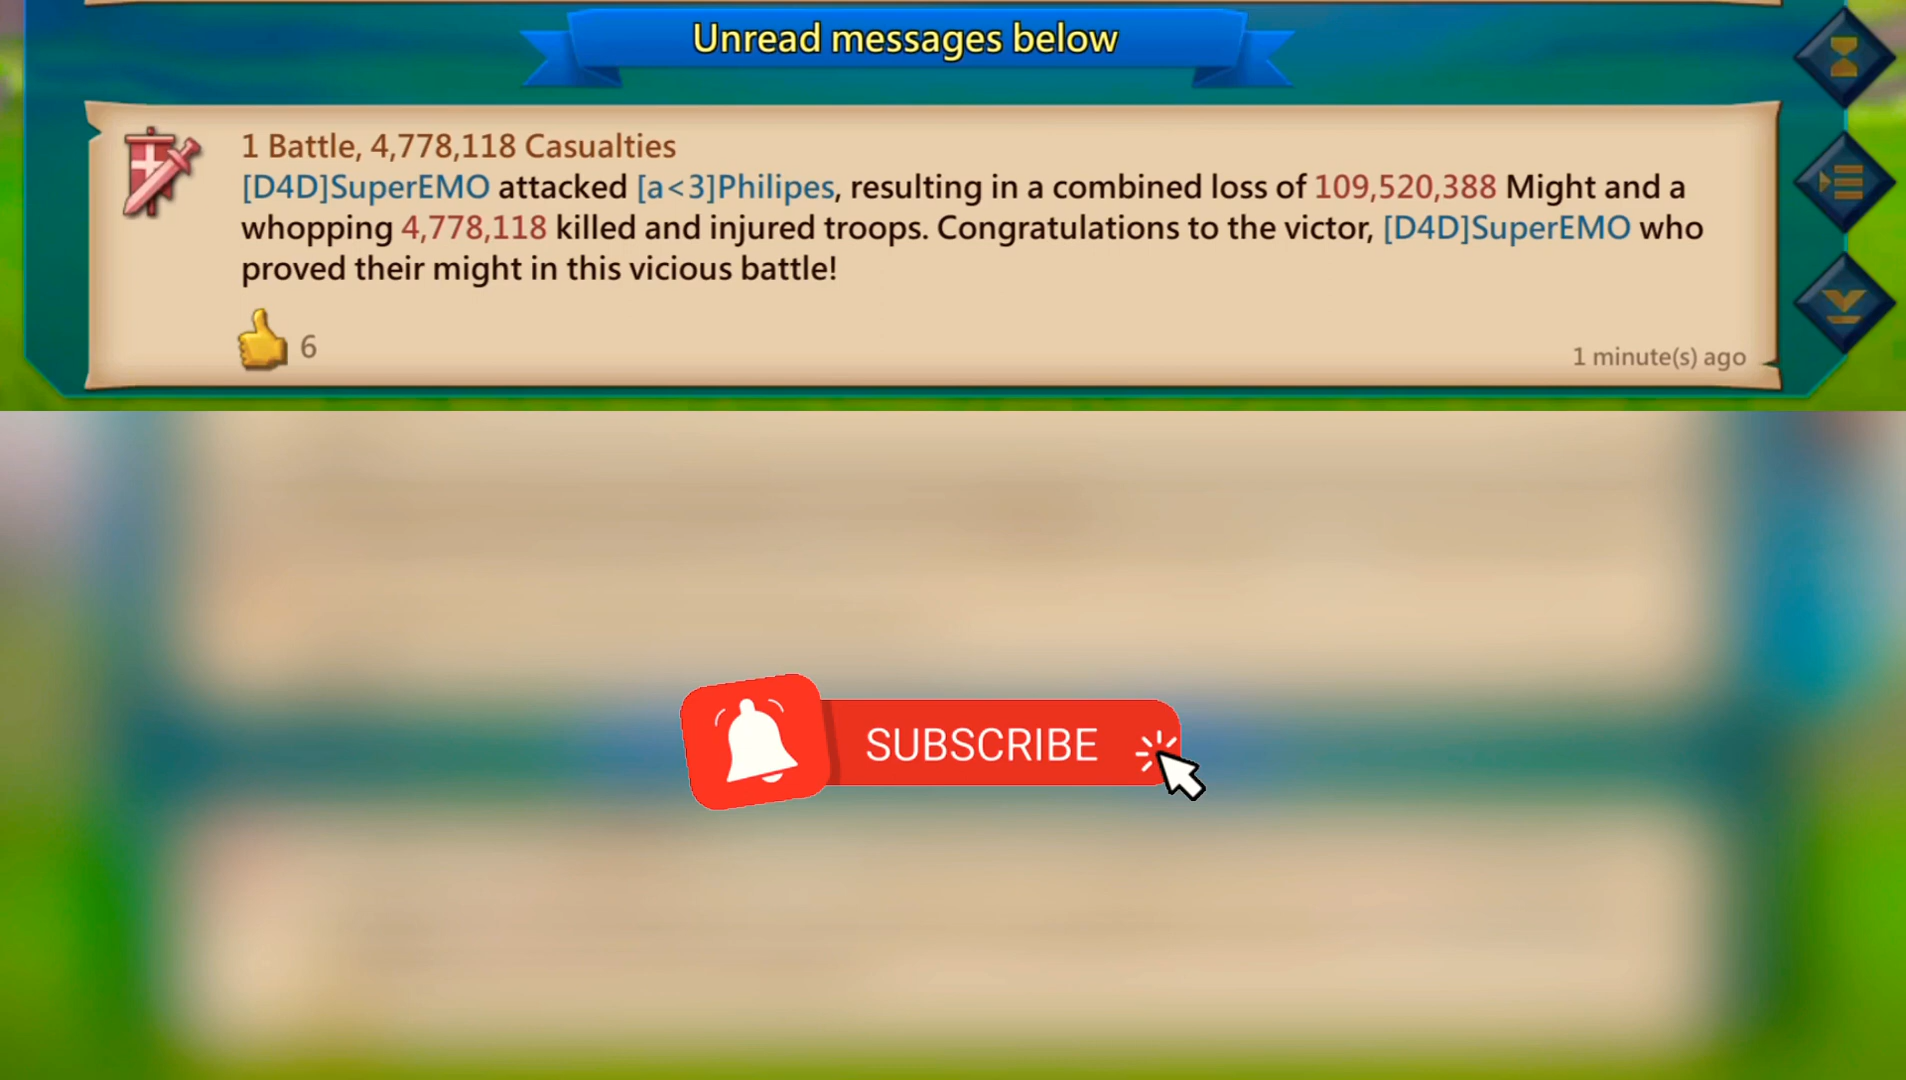 Unread messages below
1 Battle, 4,778,118 Casualties
[D4D]SuperEMO attacked [a<3]Philipes, resulting in a combined loss of 109,520,388 Might and a
whopping 4,778,118 killed and injured troops. Congratulations to the victor, [D4D]SuperEMO who
proved their might in this vicious battle!
6
1 minute(s) ago
SUBSCRIBE